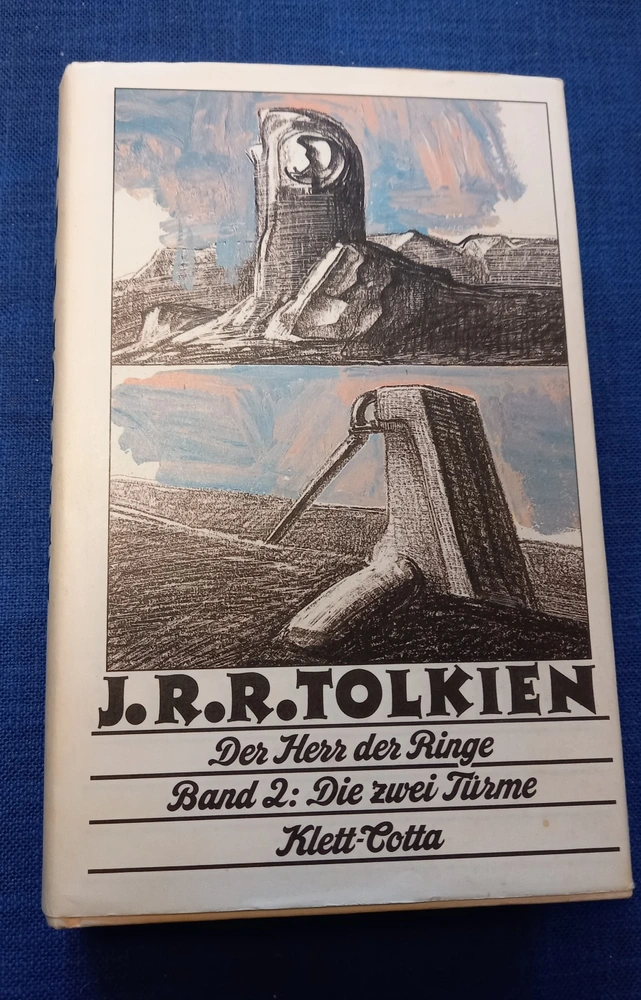 J.R.R.TOLKIEN
Der Herr der Ringe
Band 2: Die zwei Türme
Klett-Cotta